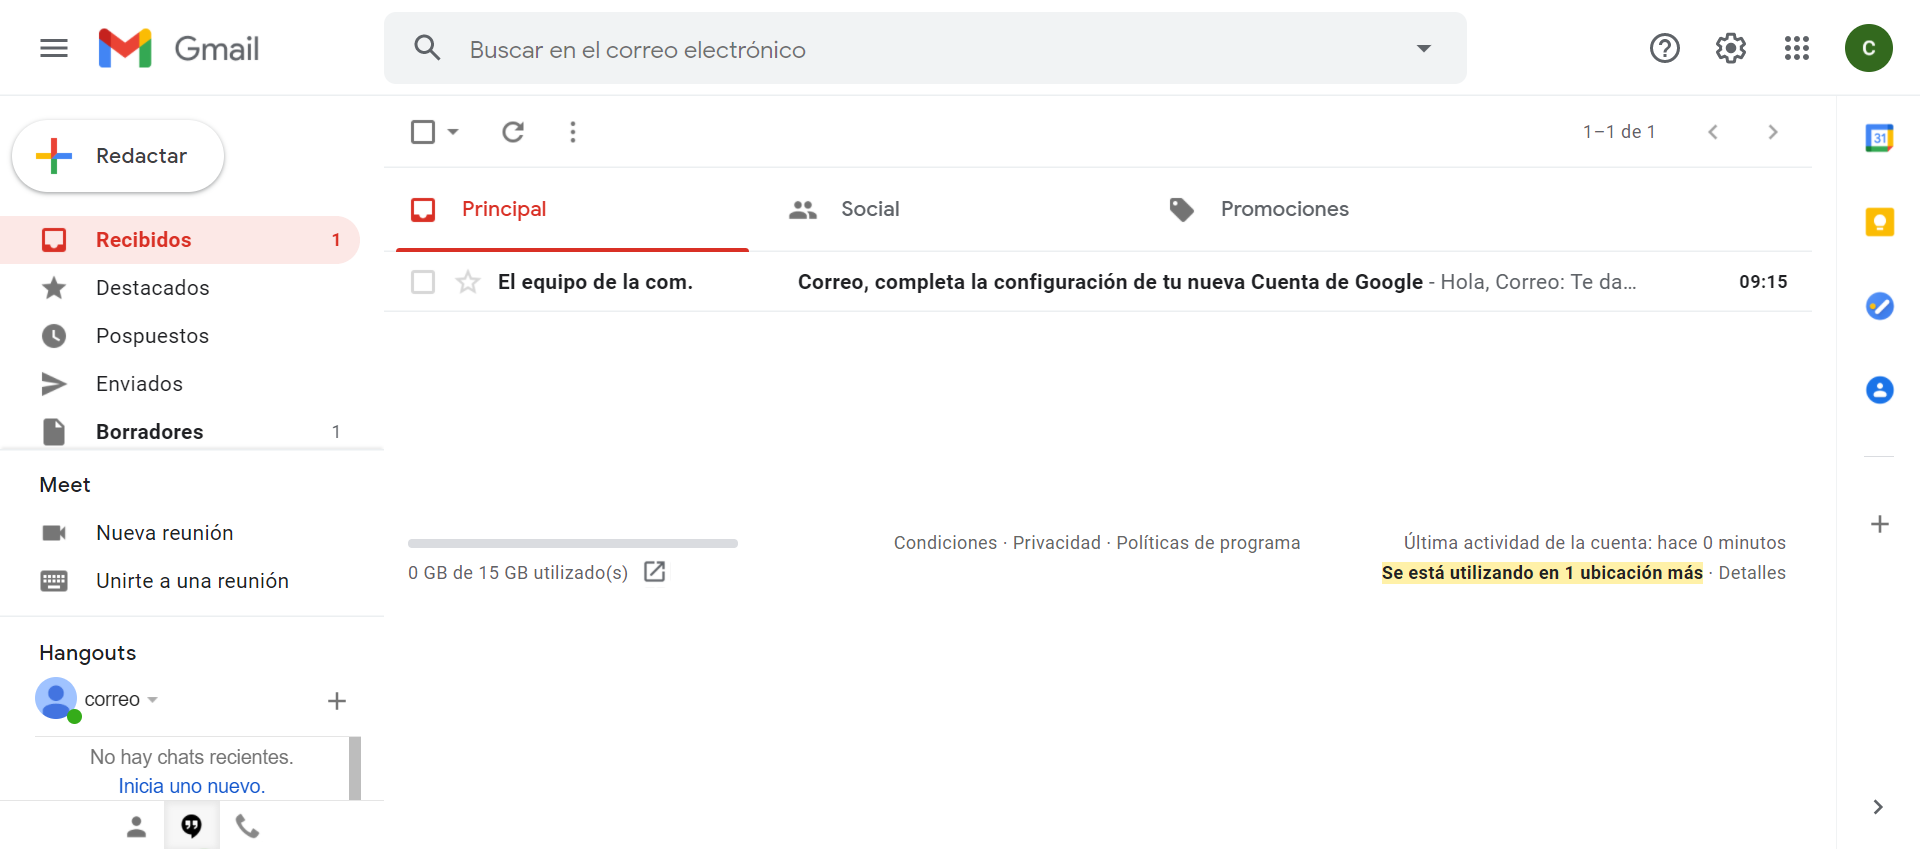 Gmail
Buscar en el correo electrónico
C
Redactar
1–1 de 1
31
Principal
Social
Promociones
Recibidos 1
Destacados
Pospuestos
Enviados
Borradores 1
El equipo de la com. Correo, completa la configuración de tu nueva Cuenta de Google - Hola, Correo: Te da… 09:15
Meet
Nueva reunión
Unirte a una reunión
0 GB de 15 GB utilizado(s)
Condiciones · Privacidad · Políticas de programa
Última actividad de la cuenta: hace 0 minutos
Se está utilizando en 1 ubicación más · Detalles
Hangouts
correo
No hay chats recientes.
Inicia uno nuevo.